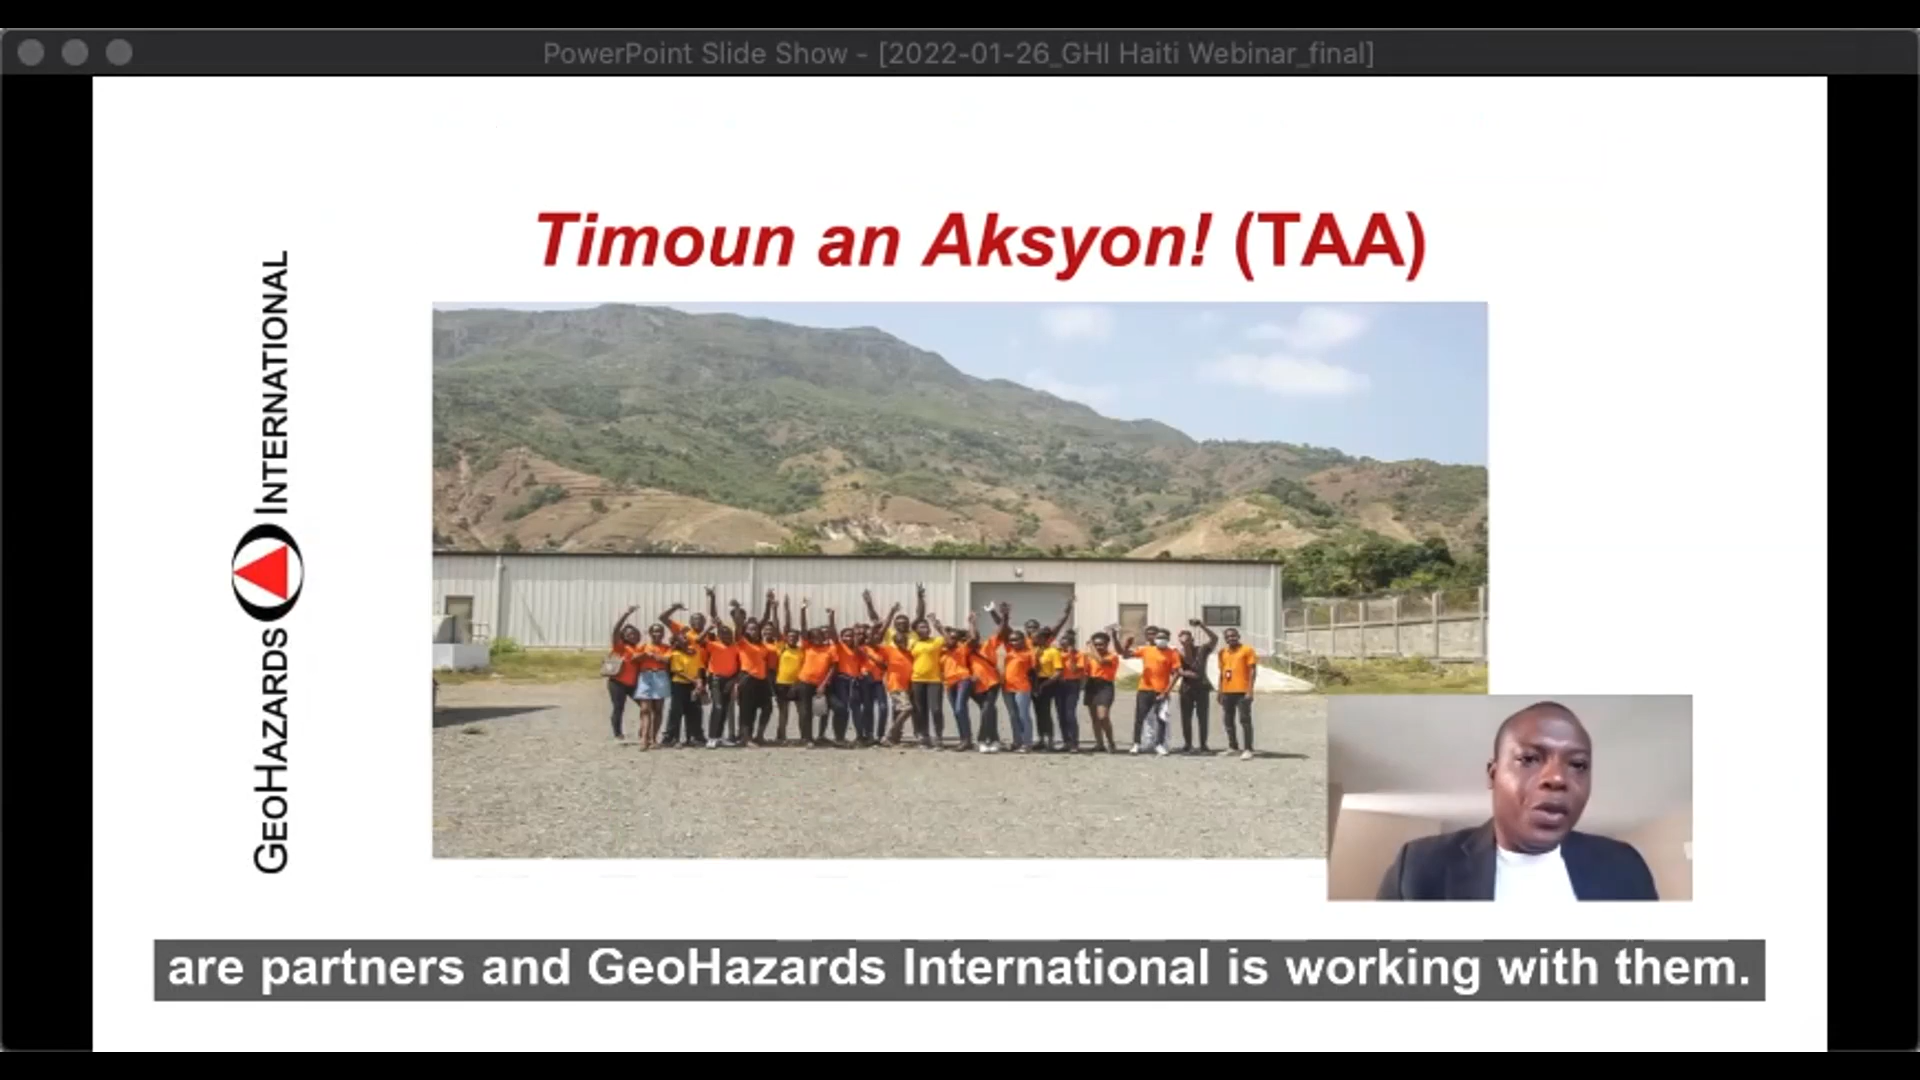 PowerPoint Slide Show - [2022-01-26_GHI Haiti Webinar_final]
Timoun an Aksyon! (TAA)
GEOHAZARDS INTERNATIONAL
are partners and GeoHazards International is working with them.